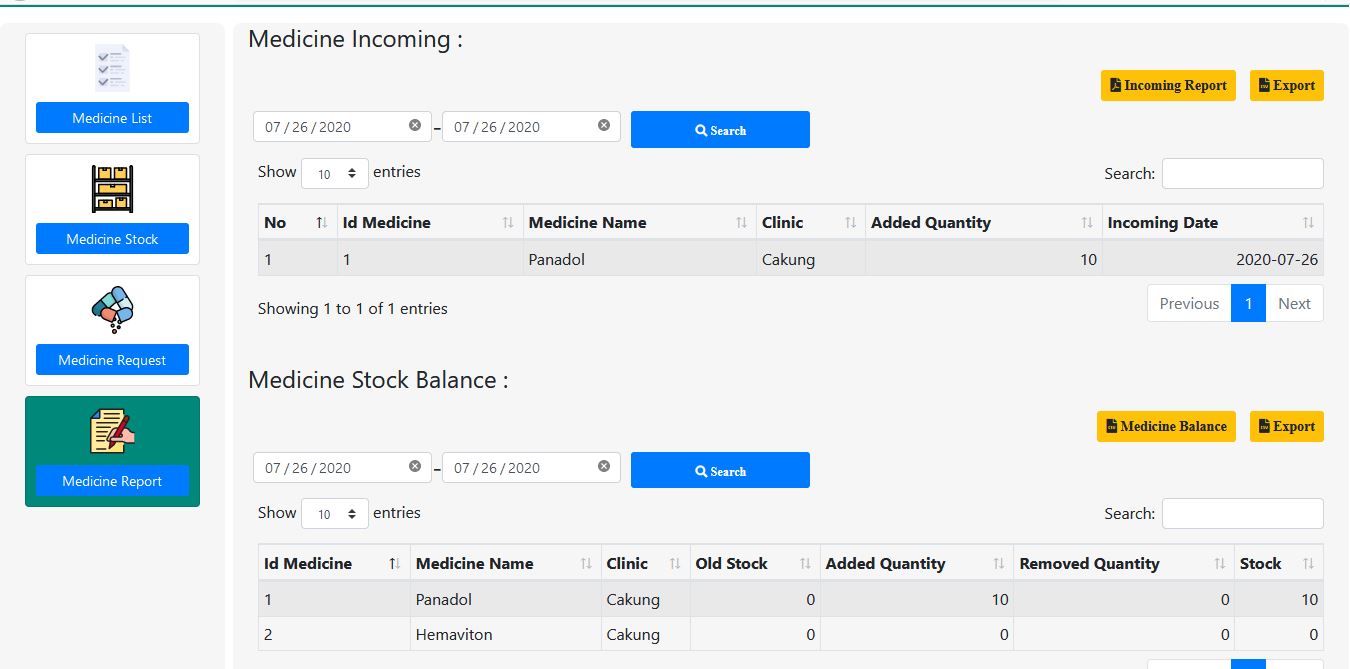 Medicine Incoming :
Incoming Report Export
07 / 26 / 2020 – 07 / 26 / 2020 Search
Show 10 entries Search:
No Id Medicine Medicine Name Clinic Added Quantity Incoming Date
1 1 Panadol Cakung 10 2020-07-26
Showing 1 to 1 of 1 entries Previous 1 Next
Medicine Stock Balance :
Medicine Balance Export
07 / 26 / 2020 – 07 / 26 / 2020 Search
Show 10 entries Search:
Id Medicine Medicine Name Clinic Old Stock Added Quantity Removed Quantity Stock
1 Panadol Cakung 0 10 0 10
2 Hemaviton Cakung 0 0 0 0
Medicine List
Medicine Stock
Medicine Request
Medicine Report